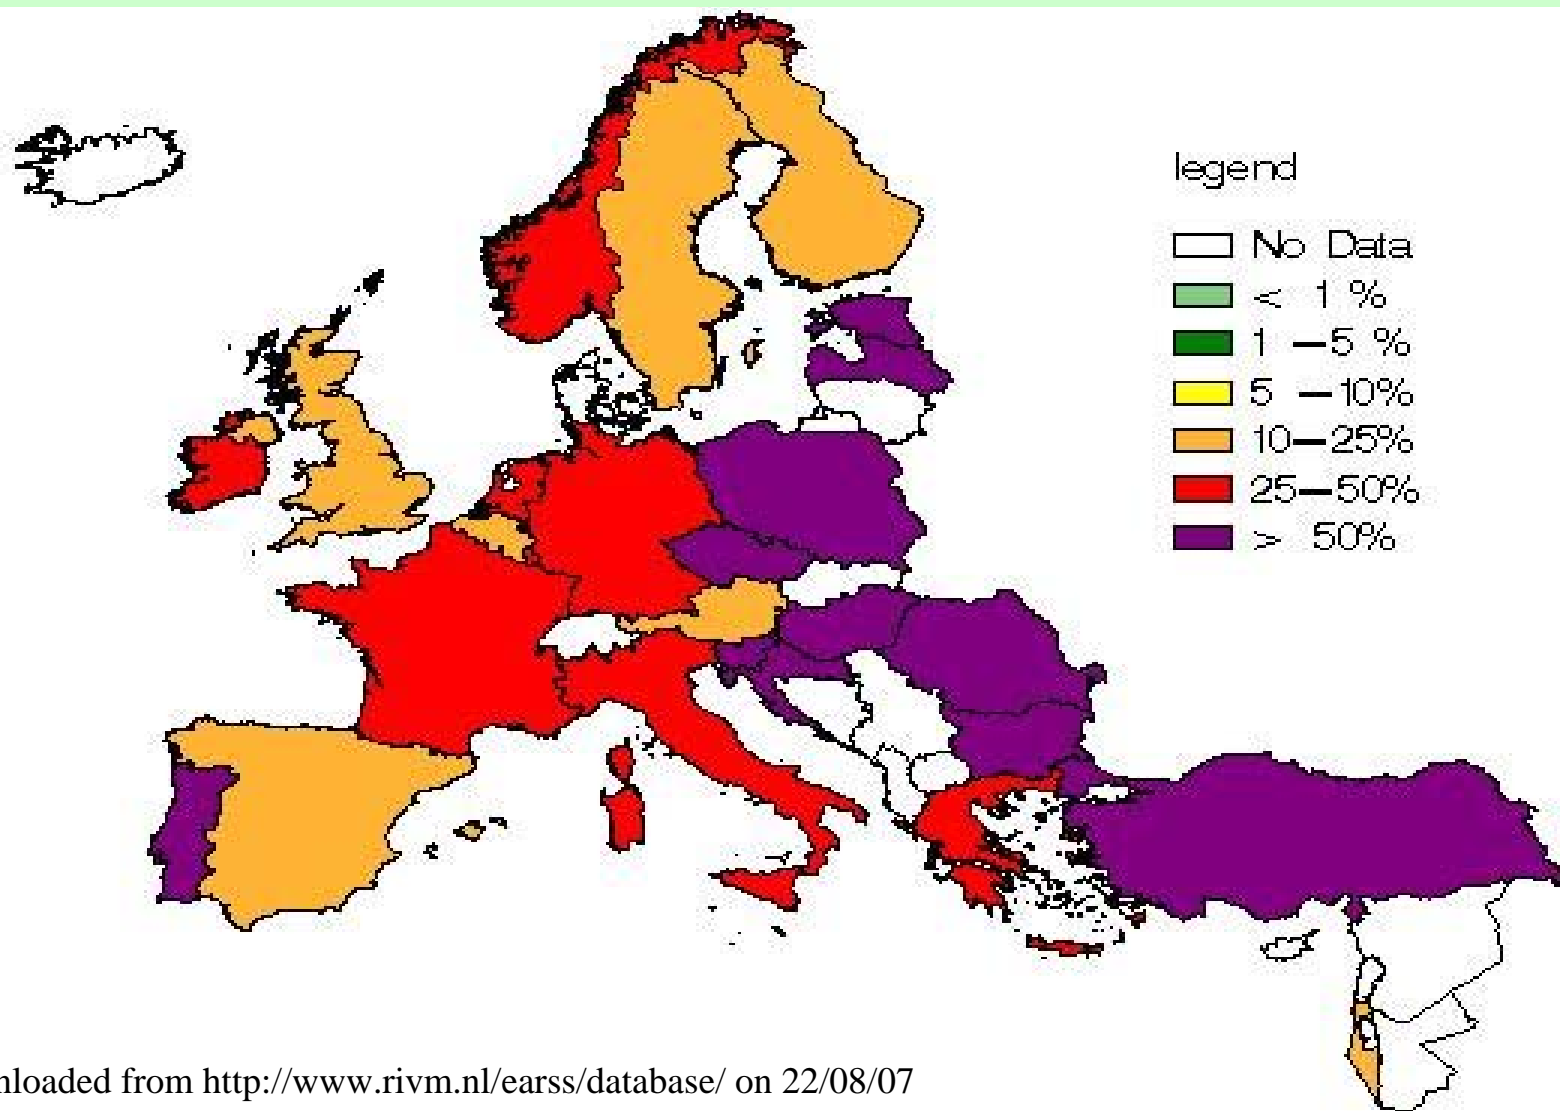 legend
No Data
< 1 %
1 –5 %
5 –10%
10–25%
25–50%
> 50%
nloaded from http://www.rivm.nl/earss/database/ on 22/08/07